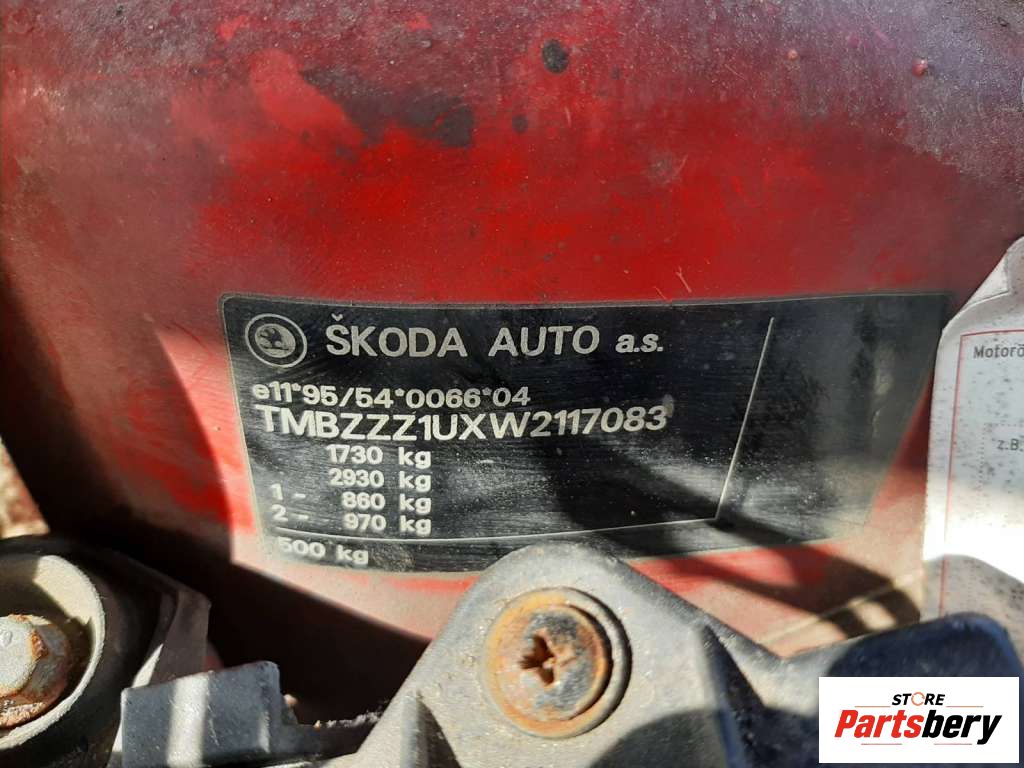 ŠKODA AUTO a.s.
e11*95/54*0066*04
TMBZZZ1UXW2117083
1730 kg
2930 kg
1 - 860 kg
2 - 970 kg
500 kg
Motorö
z.B
STORE
Partsbery